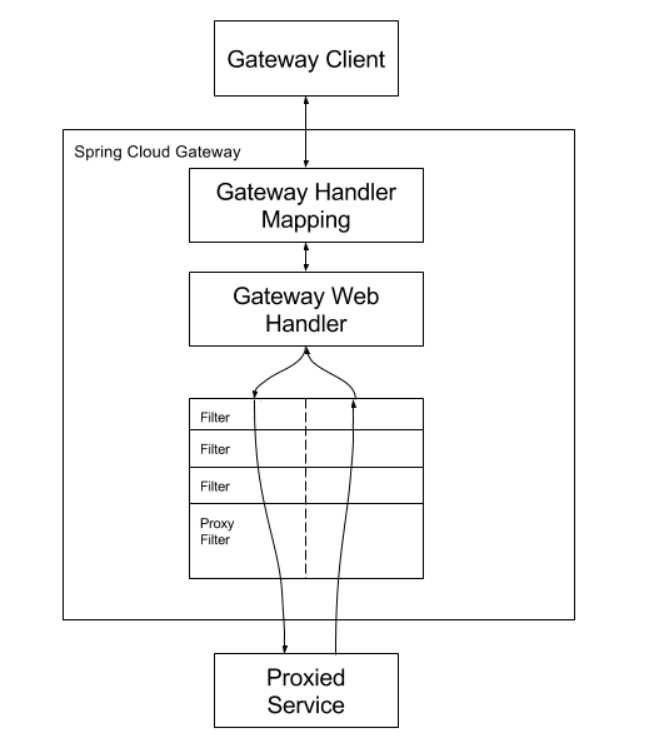 Gateway Client
Spring Cloud Gateway
Gateway Handler
Mapping
Gateway Web
Handler
Filter
Filter
Filter
Proxy
Filter
Proxied
Service